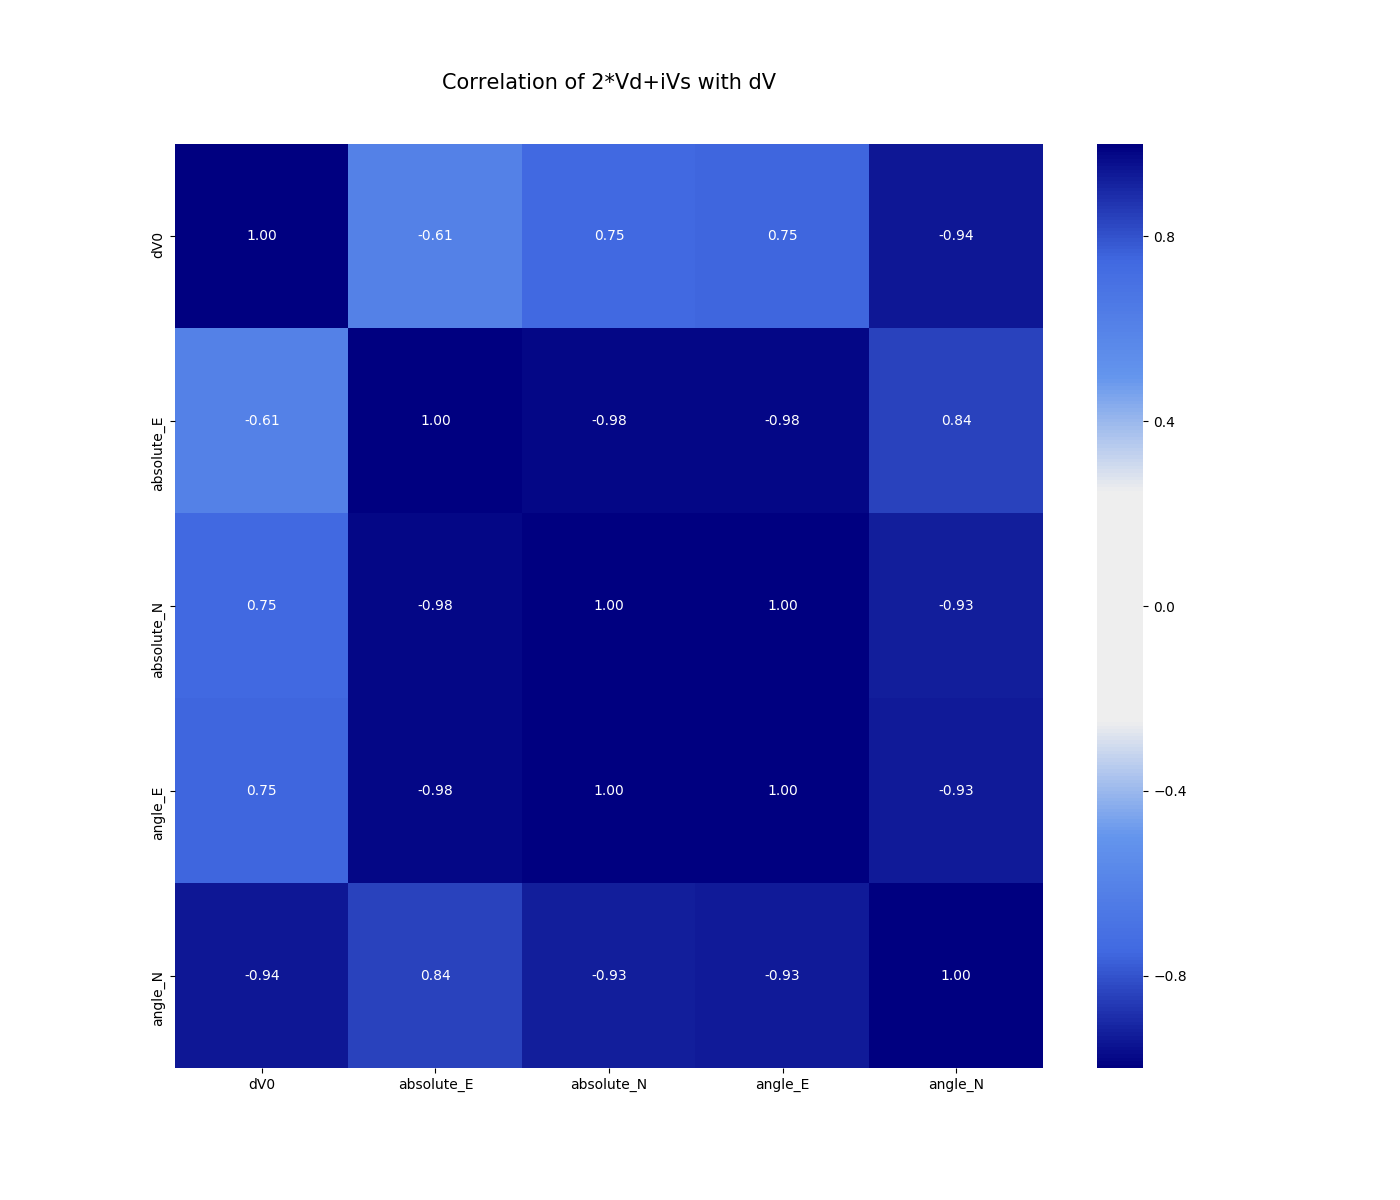 Correlation of 2*Vd+iVs with dV
dV0
1.00 -0.61 0.75 0.75 -0.94
absolute_E
-0.61 1.00 -0.98 -0.98 0.84
absolute_N
0.75 -0.98 1.00 1.00 -0.93
angle_E
0.75 -0.98 1.00 1.00 -0.93
angle_N
-0.94 0.84 -0.93 -0.93 1.00
dV0 absolute_E absolute_N angle_E angle_N
0.8
0.4
0.0
−0.4
−0.8